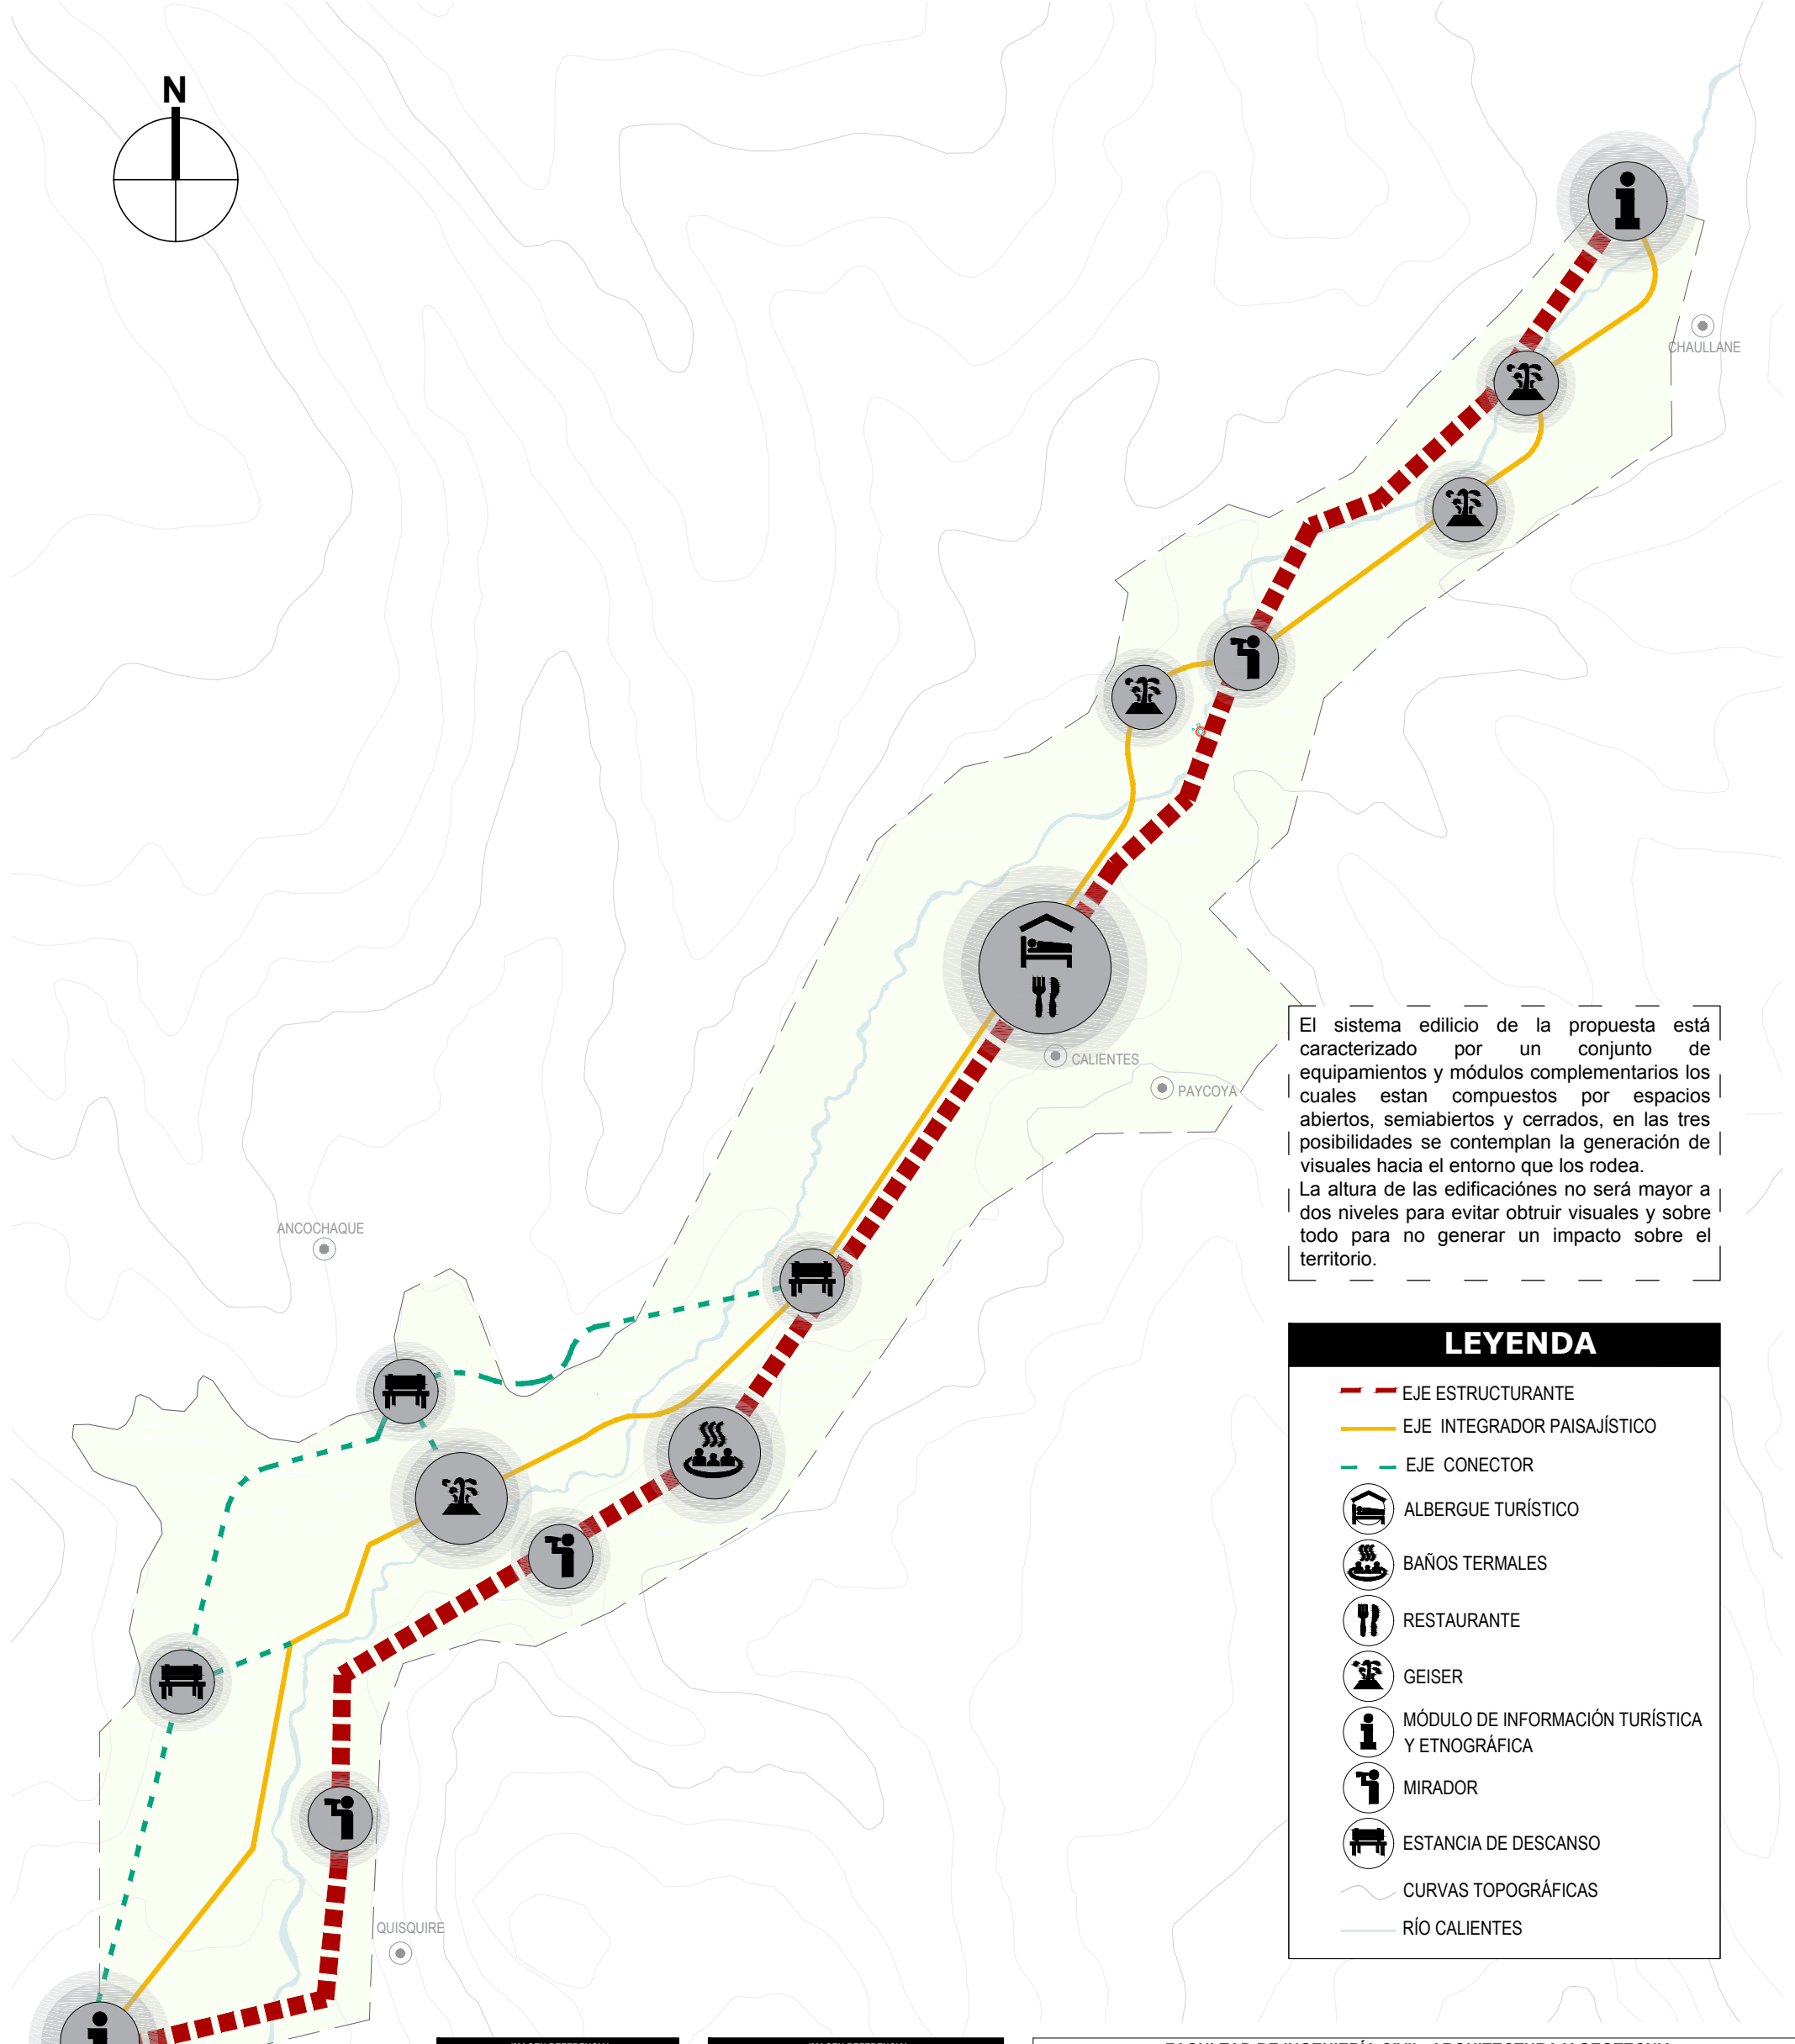 N
CHAULLANE
CALIENTES
PAYCOYA
El sistema edilicio de la propuesta está
caracterizado por un conjunto de
equipamientos y módulos complementarios los
cuales estan compuestos por espacios
abiertos, semiabiertos y cerrados, en las tres
posibilidades se contemplan la generación de
visuales hacia el entorno que los rodea.
La altura de las edificaciónes no será mayor a
dos niveles para evitar obtruir visuales y sobre
todo para no generar un impacto sobre el
territorio.
ANCOCHAQUE
LEYENDA
EJE ESTRUCTURANTE
EJE INTEGRADOR PAISAJÍSTICO
EJE CONECTOR
ALBERGUE TURÍSTICO
BAÑOS TERMALES
RESTAURANTE
GEISER
MÓDULO DE INFORMACIÓN TURÍSTICA
Y ETNOGRÁFICA
MIRADOR
ESTANCIA DE DESCANSO
CURVAS TOPOGRÁFICAS
RÍO CALIENTES
QUISQUIRE